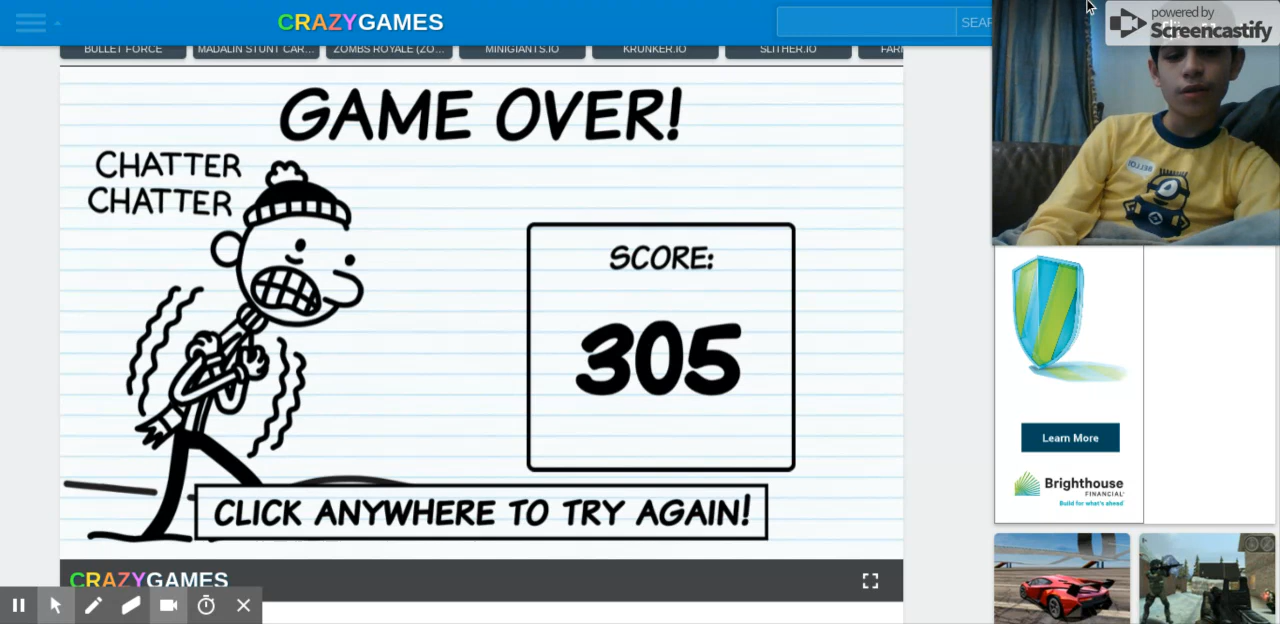 CRAZYGAMES
powered by
Screencastify
BULLET FORCE
MADALIN STUNT CAR...
ZOMBS ROYALE (ZO...
MINIGIANTS.IO
KRUNKER.IO
SLITHER.IO
GAME OVER!
CHATTER
CHATTER
SCORE:
305
CLICK ANYWHERE TO TRY AGAIN!
Learn More
Brighthouse
FINANCIAL
Build for what's ahead
CRAZYGAMES